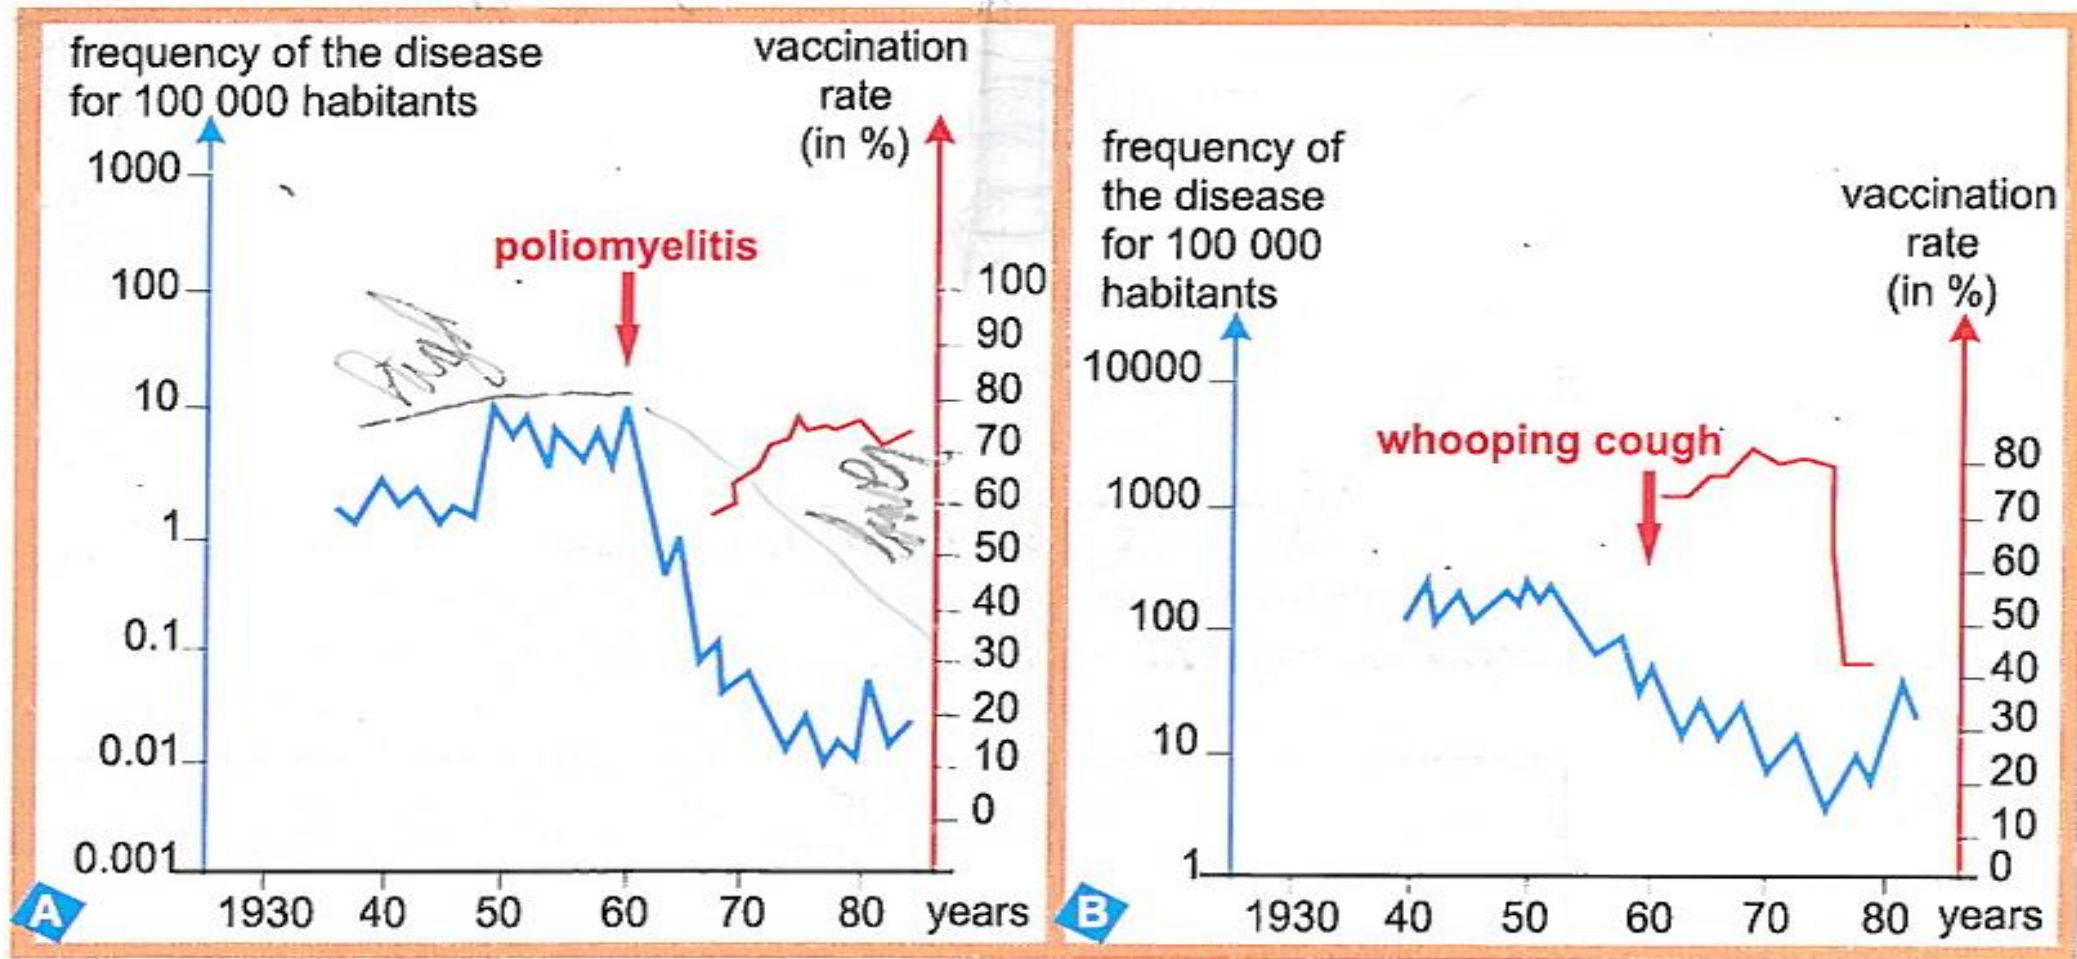 frequency of the disease
for 100 000 habitants
vaccination
rate
(in %)
1000
100
10
1
0.1
0.01
0.001
poliomyelitis
100
90
80
70
60
50
40
30
20
10
0
1930 40 50 60 70 80 years
A
frequency of
the disease
for 100 000
habitants
vaccination
rate
(in %)
10000
1000
100
10
1
whooping cough
80
70
60
50
40
30
20
10
0
1930 40 50 60 70 80 years
B